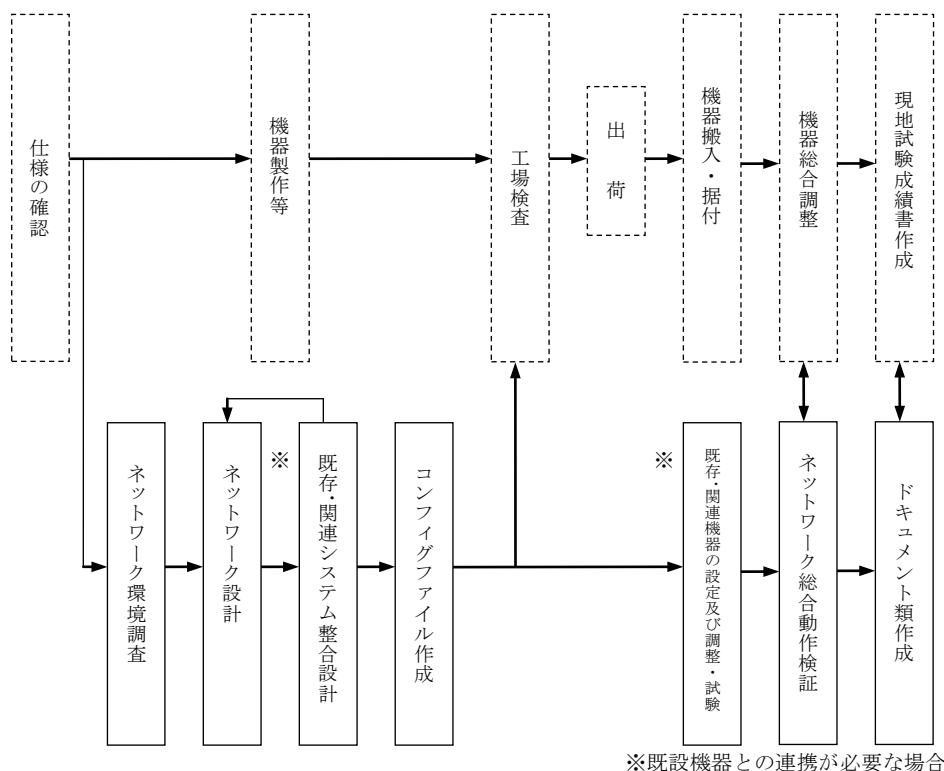 仕様の確認
機器製作等
工場検査
出荷
機器搬入・据付
機器総合調整
現地試験成績書作成
ネットワーク環境調査
ネットワーク設計
※
既存・関連システム整合設計
コンフィグファイル作成
※
既存・関連機器の設定及び調整・試験
ネットワーク総合動作検証
ドキュメント類作成
※既設機器との連携が必要な場合